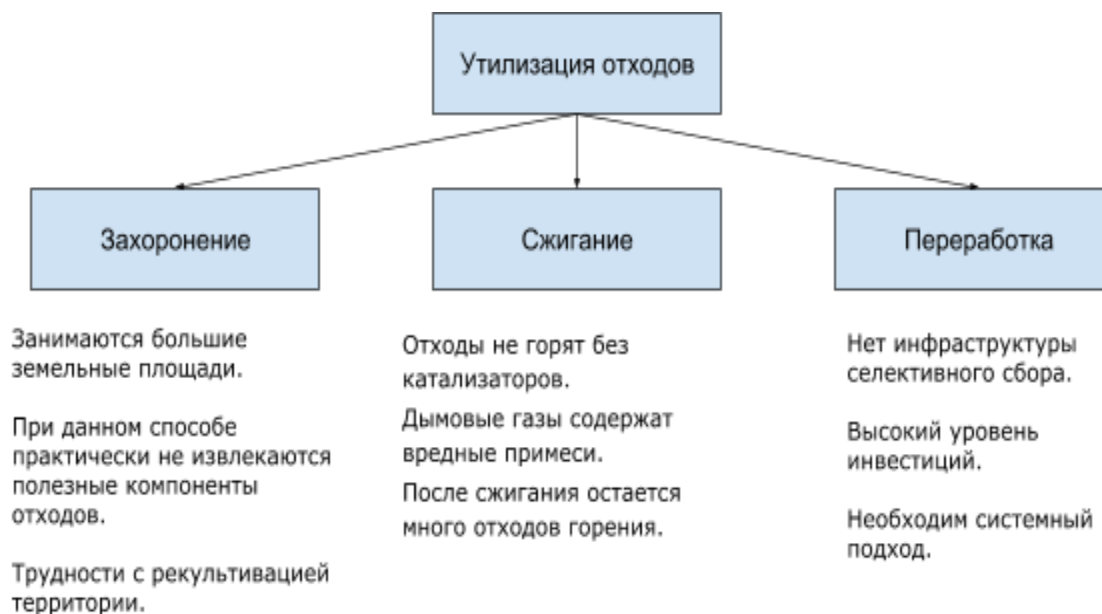 Утилизация отходов
Захоронение
Сжигание
Переработка
Занимаются большие
земельные площади.
При данном способе
практически не извлекаются
полезные компоненты
отходов.
Трудности с рекультивацией
территории.
Отходы не горят без
катализаторов.
Дымовые газы содержат
вредные примеси.
После сжигания остается
много отходов горения.
Нет инфраструктуры
селективного сбора.
Высокий уровень
инвестиций.
Необходим системный
подход.